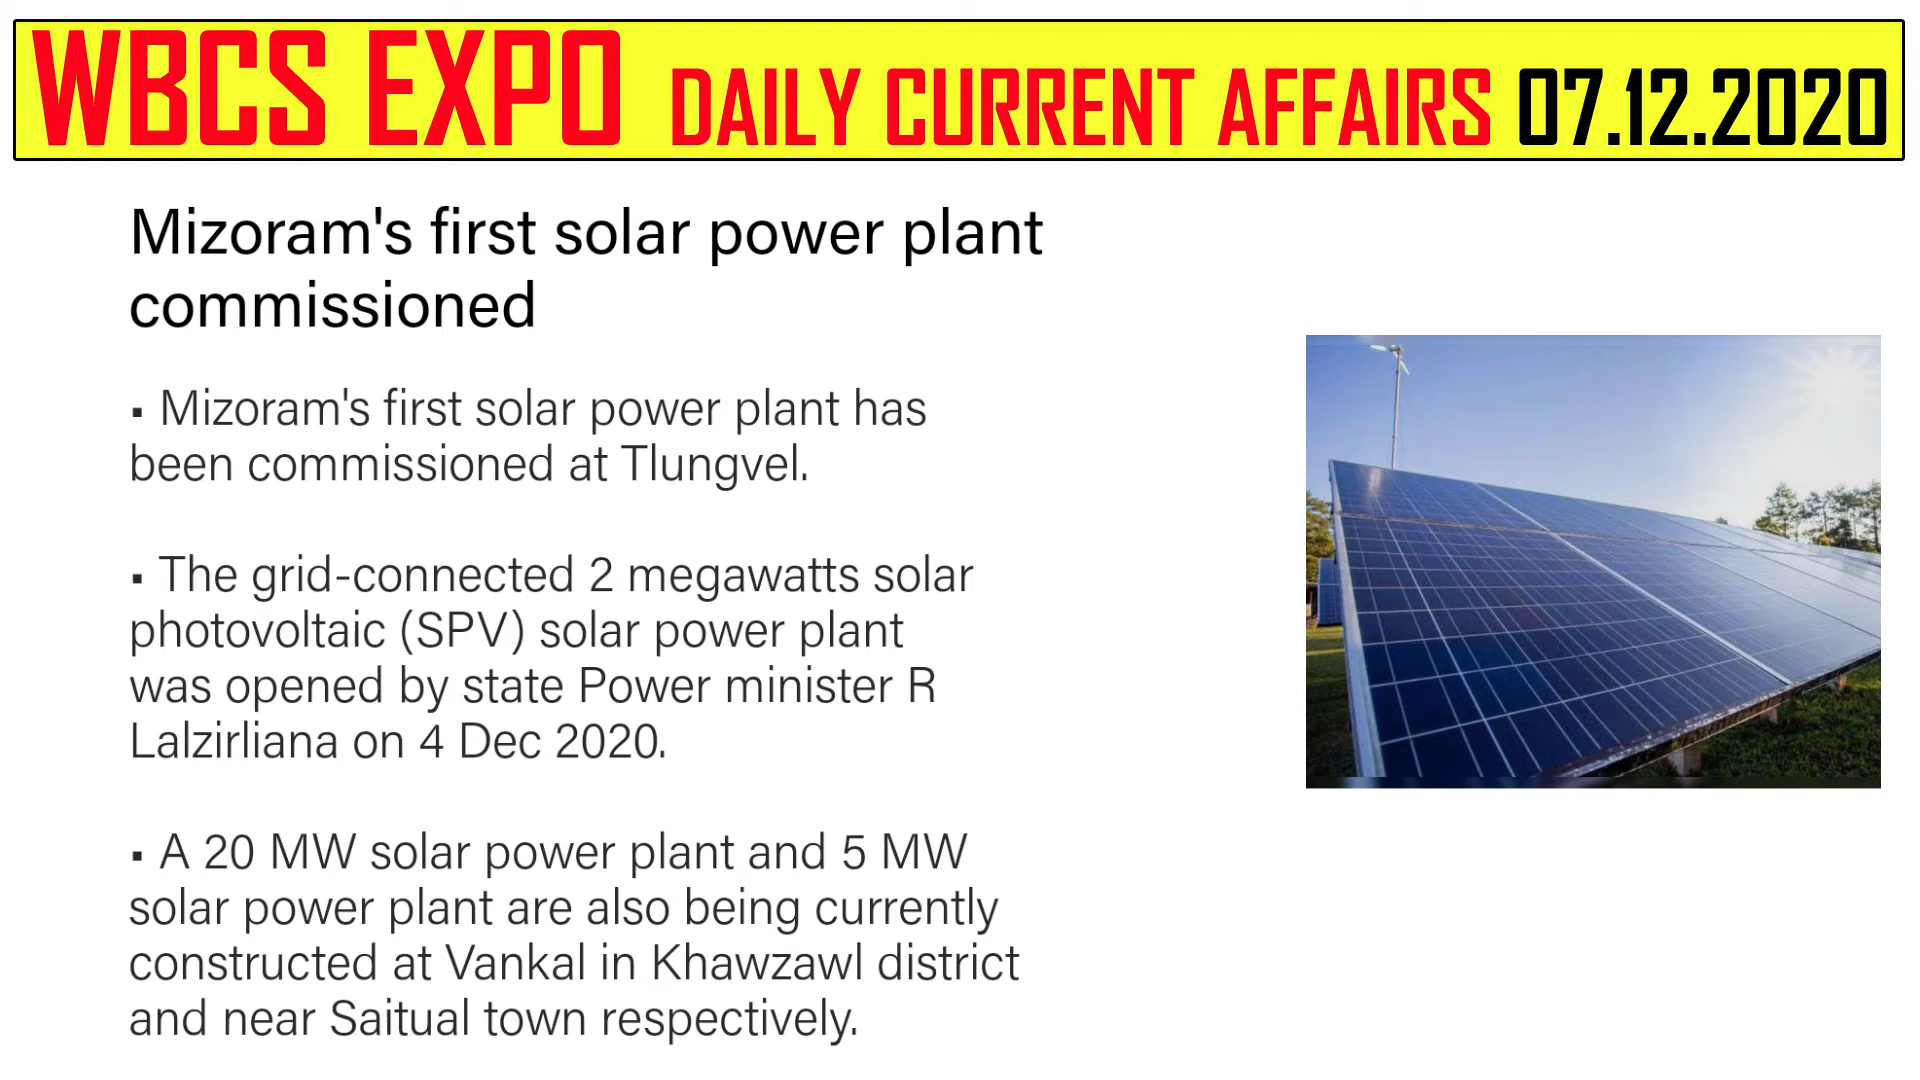 WBCS EXPO DAILY CURRENT AFFAIRS 07.12.2020
Mizoram's first solar power plant
commissioned
▪ Mizoram's first solar power plant has
been commissioned at Tlungvel.
▪ The grid-connected 2 megawatts solar
photovoltaic (SPV) solar power plant
was opened by state Power minister R
Lalzirliana on 4 Dec 2020.
▪ A 20 MW solar power plant and 5 MW
solar power plant are also being currently
constructed at Vankal in Khawzawl district
and near Saitual town respectively.